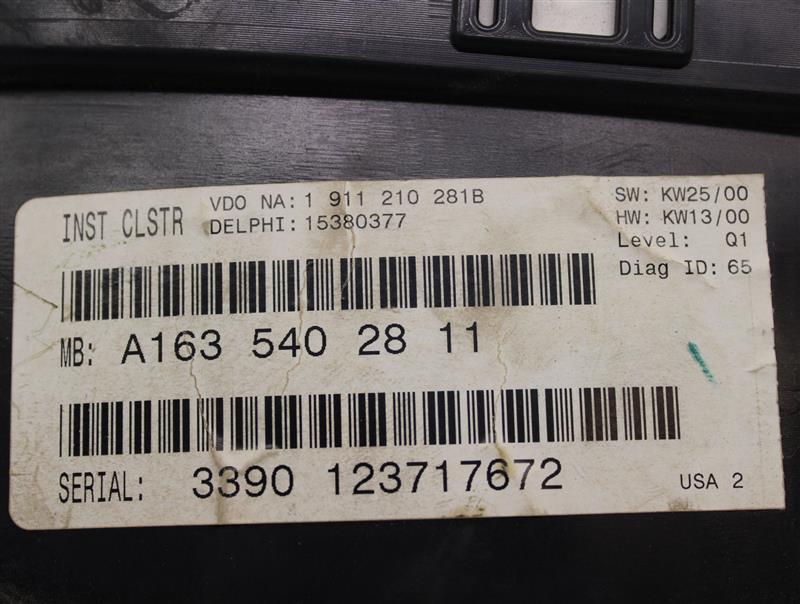 INST CLSTR
VDO NA: 1 911 210 281B
DELPHI: 15380377
SW: KW25/00
HW: KW13/00
Level: Q1
Diag ID: 65
MB: A163 540 28 11
SERIAL: 3390 123717672
USA 2